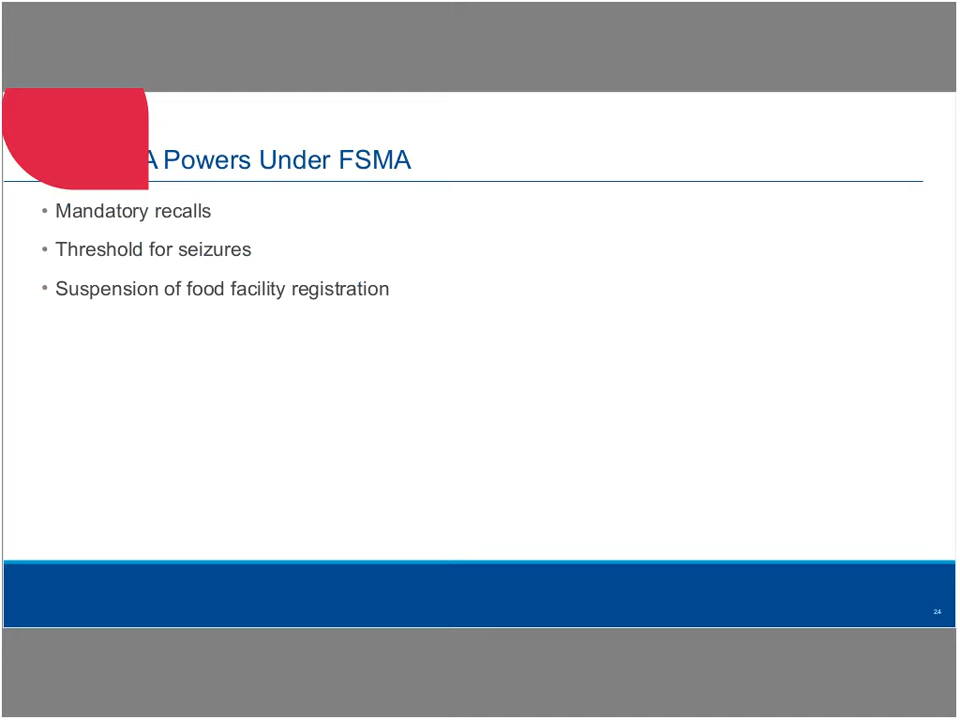 A Powers Under FSMA
• Mandatory recalls
• Threshold for seizures
• Suspension of food facility registration
24